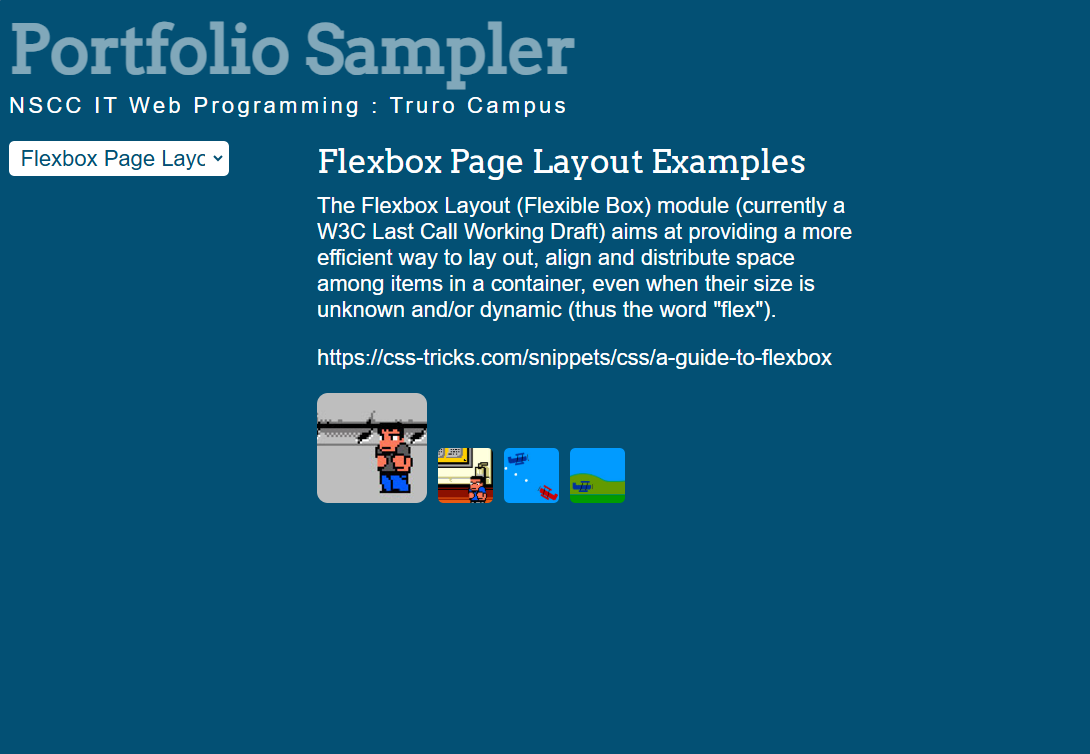 Portfolio Sampler
NSCC IT Web Programming : Truro Campus
Flexbox Page Layo
Flexbox Page Layout Examples
The Flexbox Layout (Flexible Box) module (currently a
W3C Last Call Working Draft) aims at providing a more
efficient way to lay out, align and distribute space
among items in a container, even when their size is
unknown and/or dynamic (thus the word "flex").
https://css-tricks.com/snippets/css/a-guide-to-flexbox